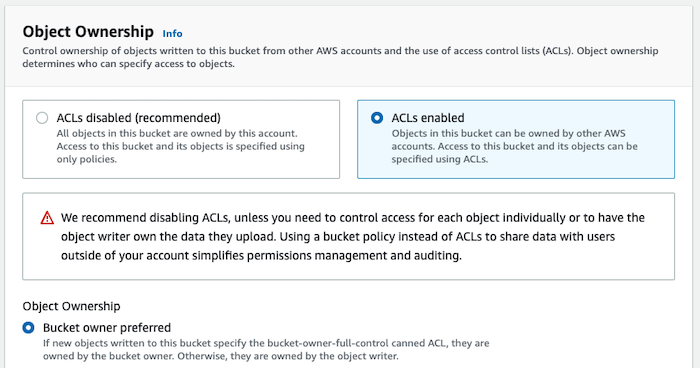 Object Ownership Info
Control ownership of objects written to this bucket from other AWS accounts and the use of access control lists (ACLs). Object ownership
determines who can specify access to objects.
ACLs disabled (recommended)
All objects in this bucket are owned by this account.
Access to this bucket and its objects is specified using
only policies.
ACLs enabled
Objects in this bucket can be owned by other AWS
accounts. Access to this bucket and its objects can be
specified using ACLs.
We recommend disabling ACLs, unless you need to control access for each object individually or to have the
object writer own the data they upload. Using a bucket policy instead of ACLs to share data with users
outside of your account simplifies permissions management and auditing.
Object Ownership
Bucket owner preferred
If new objects written to this bucket specify the bucket-owner-full-control canned ACL, they are
owned by the bucket owner. Otherwise, they are owned by the object writer.